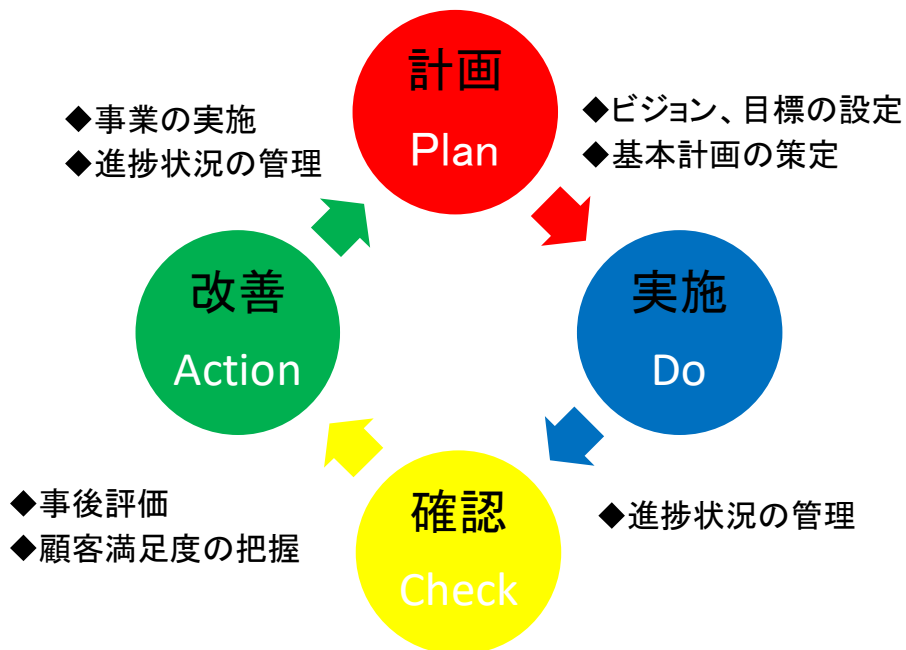 計画
Plan
◆ビジョン、目標の設定
◆基本計画の策定
実施
Do
◆進捗状況の管理
確認
Check
◆事後評価
◆顧客満足度の把握
改善
Action
◆事業の実施
◆進捗状況の管理